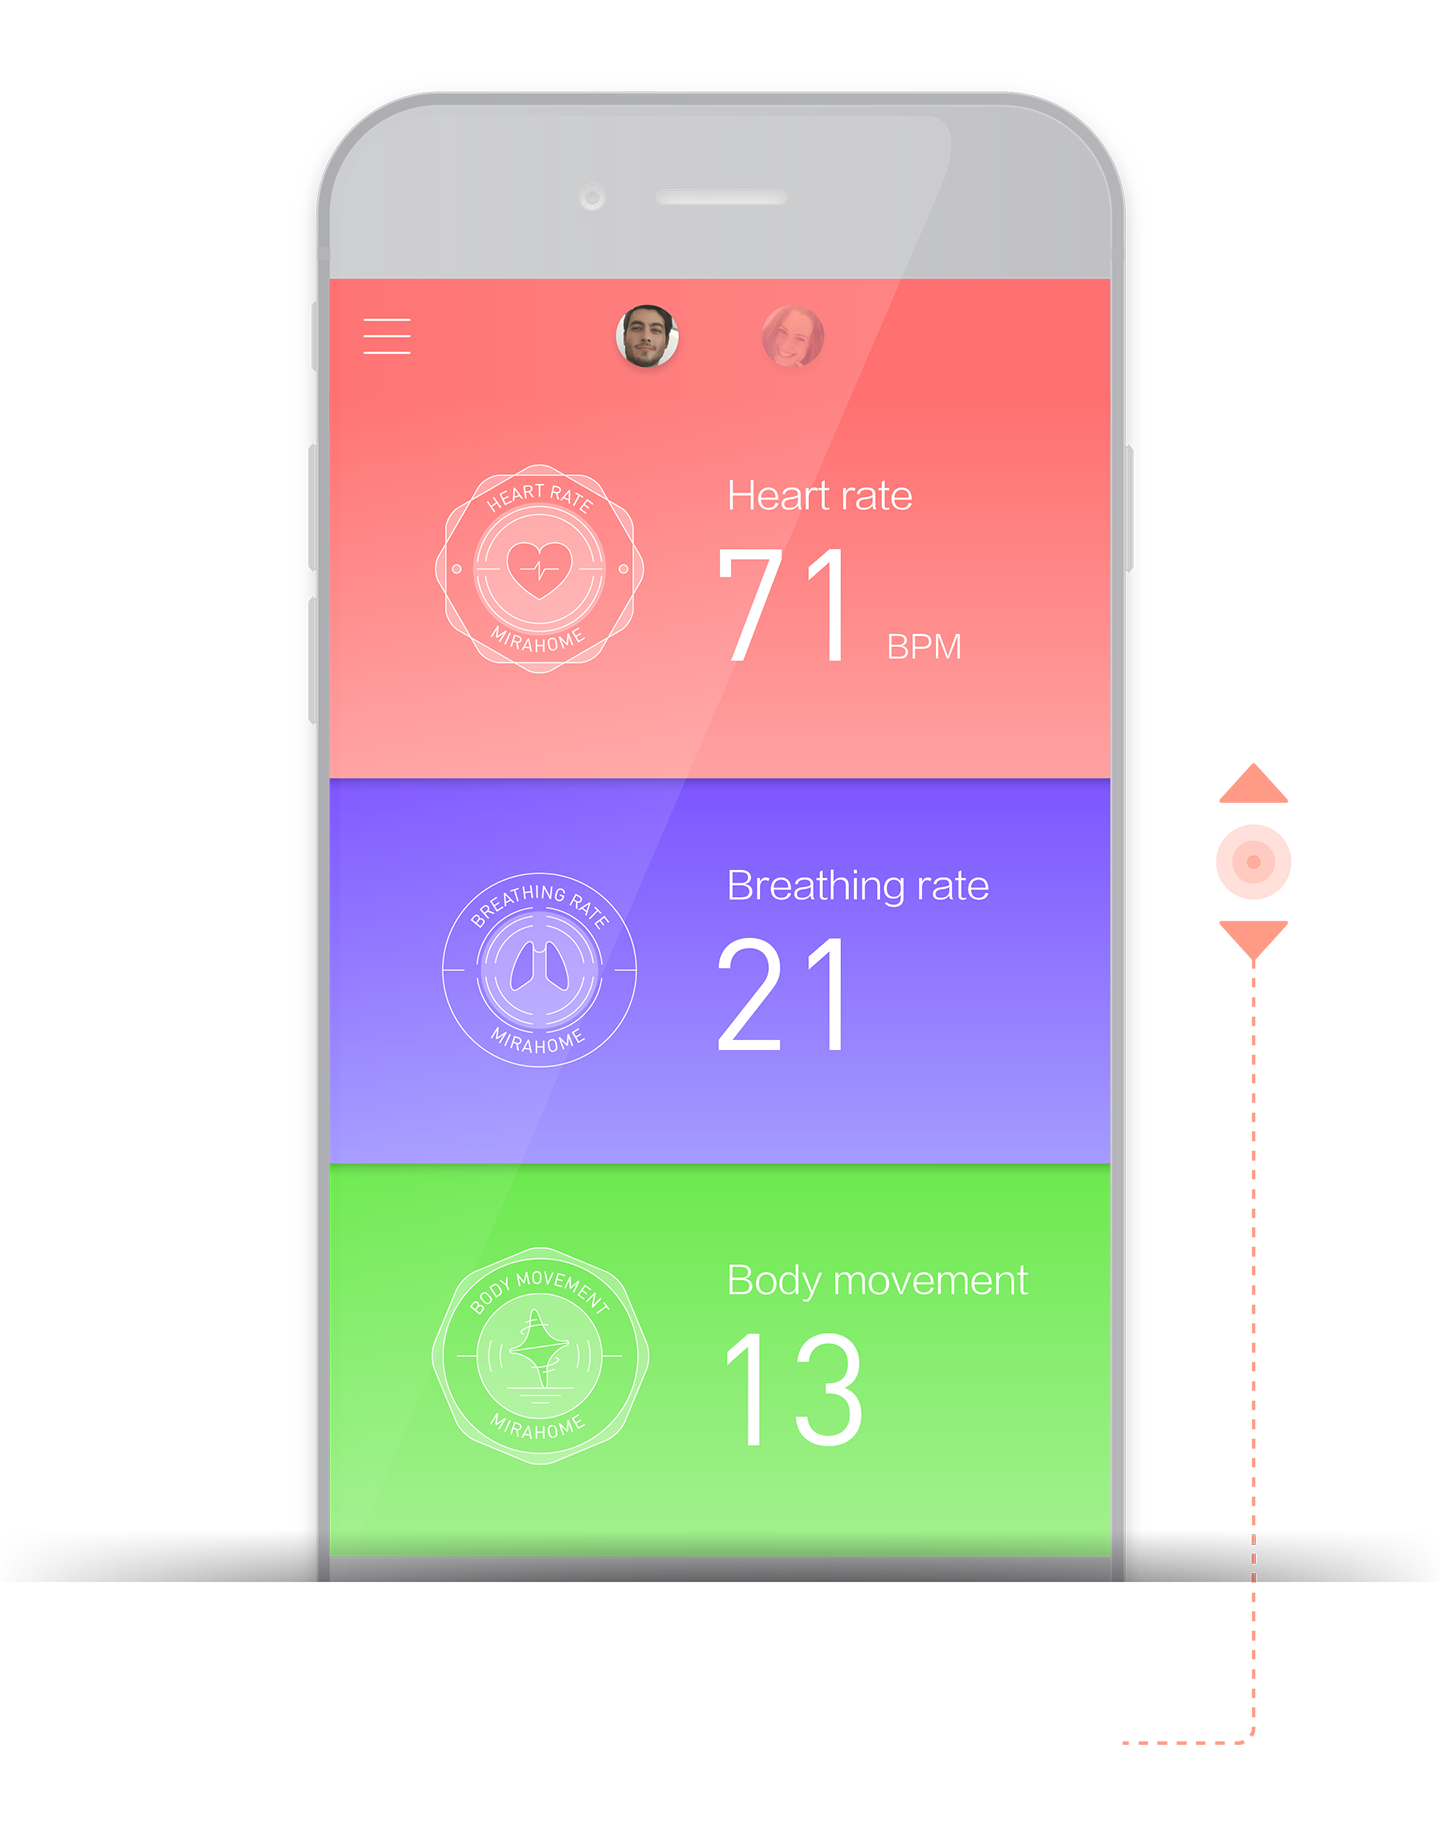 HEART RATE
MIRAHOME
Heart rate
71 BPM
BREATHING RATE
MIRAHOME
Breathing rate
21
BODY MOVEMENT
MIRAHOME
Body movement
13